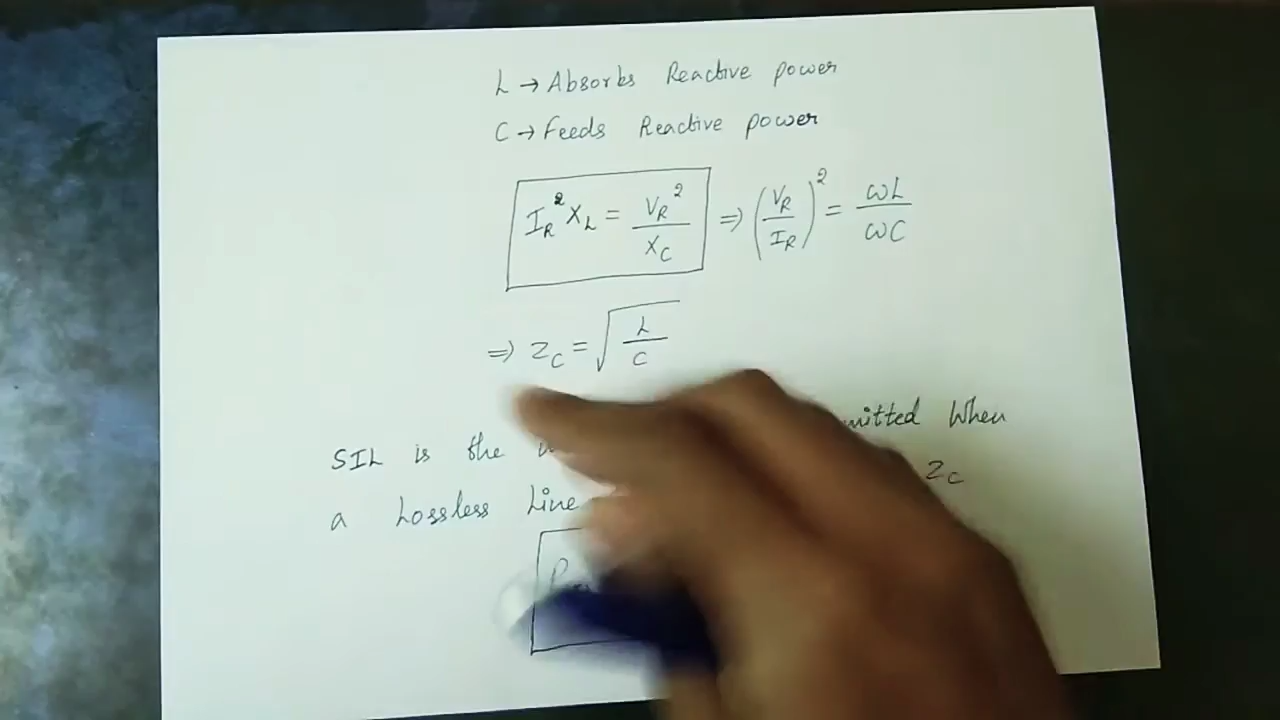 L → Absorbs Reactive power
C → Feeds Reactive power
I_R^2 X_L = V_R^2 / X_C ⇒ (V_R / I_R)^2 = ωL / ωC
⇒ Z_C = √(L / C)
SIL is the When
a Lossless Line Z_C
P